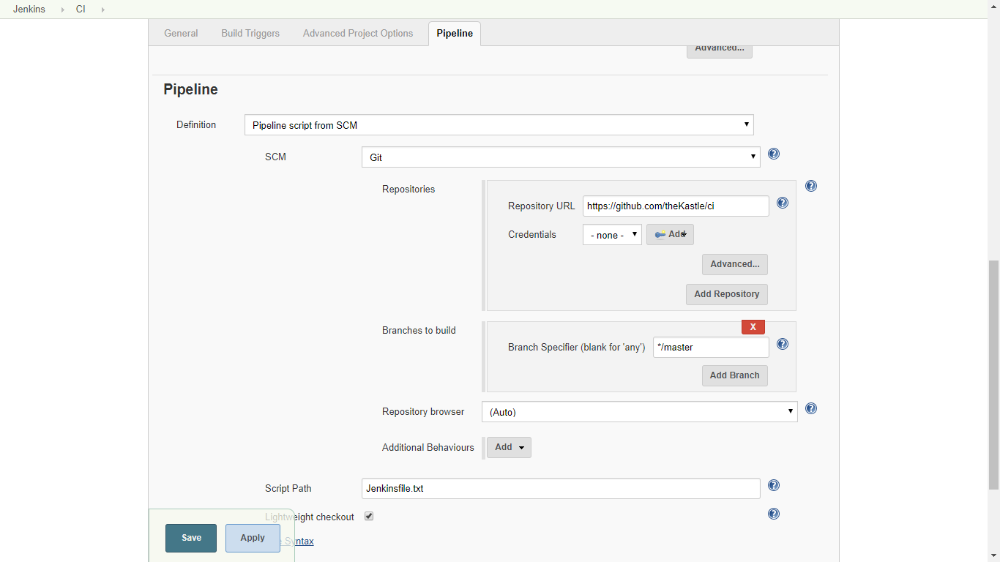 Jenkins CI
General Build Triggers Advanced Project Options Pipeline
Advanced...
Pipeline
Definition Pipeline script from SCM
SCM Git
Repositories
Repository URL https://github.com/theKastle/ci
Credentials - none - Add
Advanced...
Add Repository
X
Branches to build
Branch Specifier (blank for 'any') */master
Add Branch
Repository browser (Auto)
Additional Behaviours Add
Script Path Jenkinsfile.txt
Lightweight checkout
Save Apply
Syntax